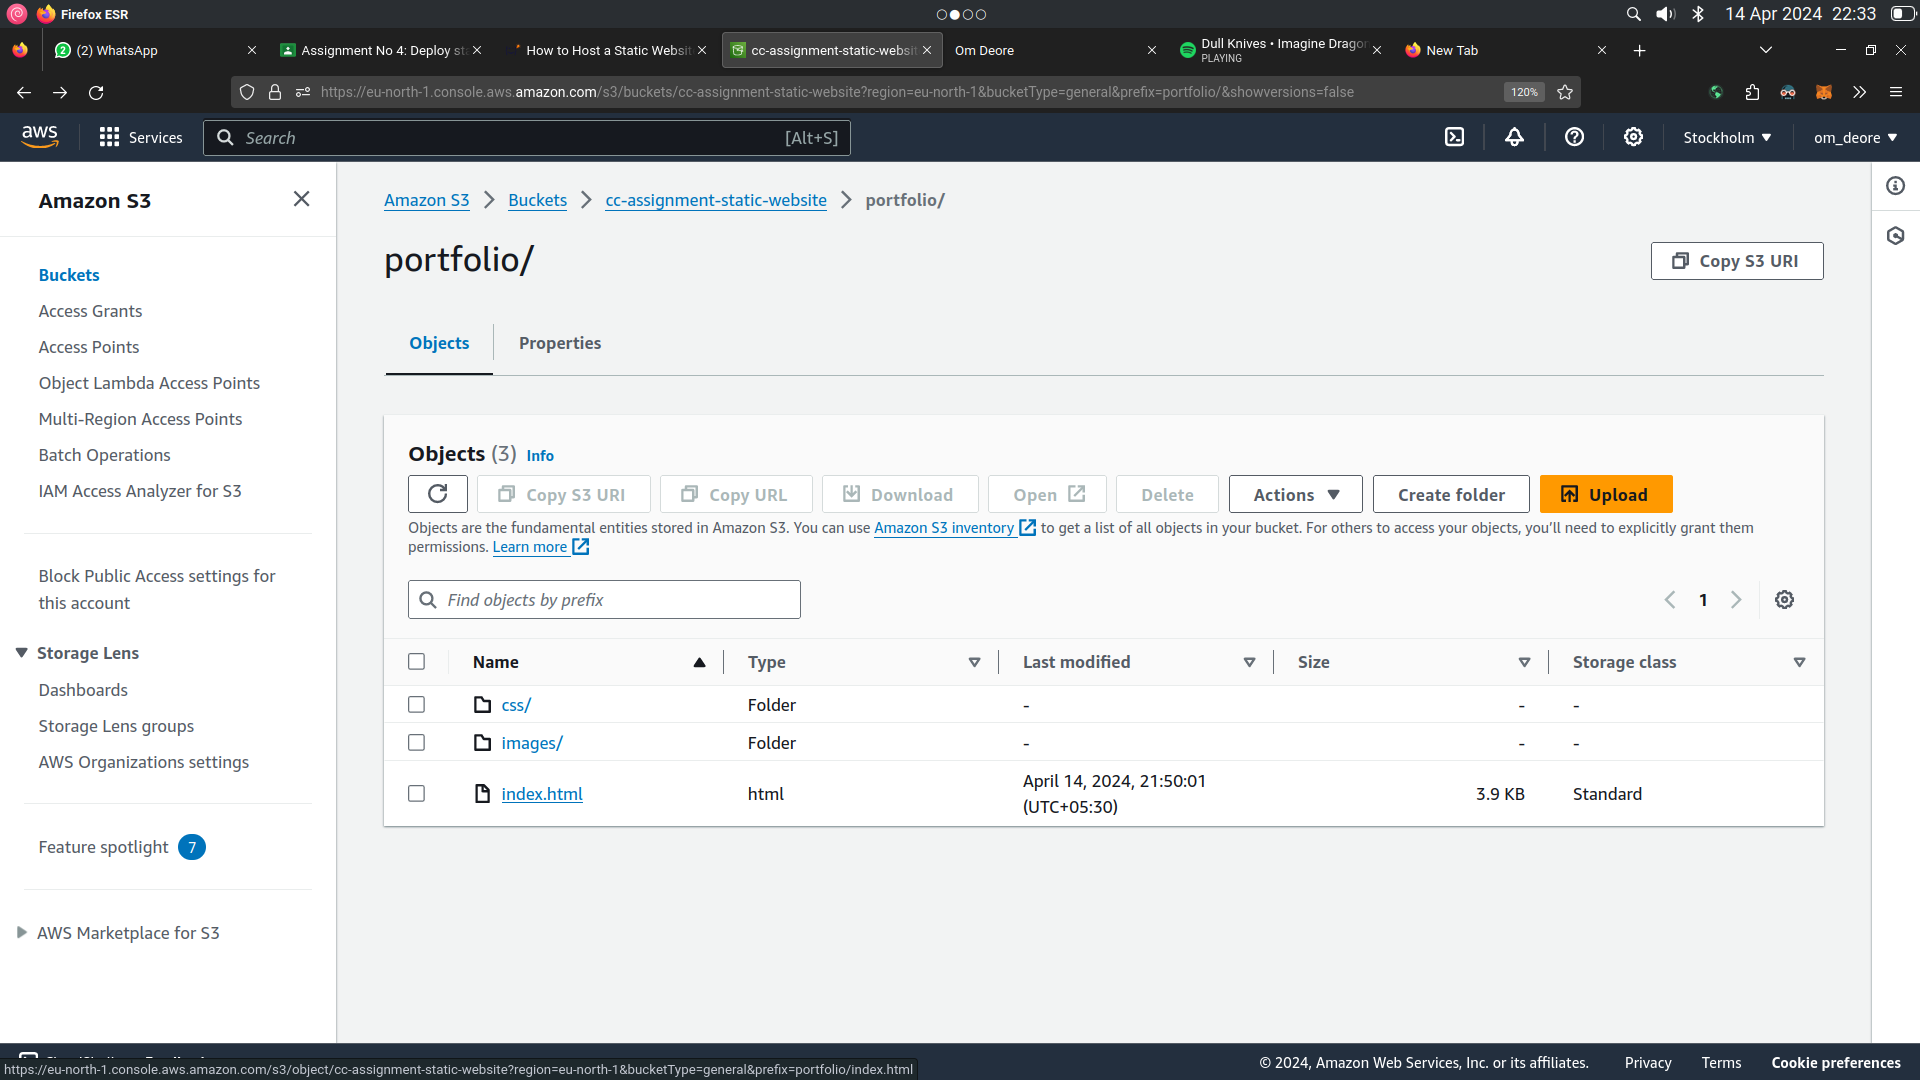 Firefox ESR
14 Apr 2024 22:33
(2) WhatsApp
Assignment No 4: Deploy st
How to Host a Static Websit
cc-assignment-static-websit
Om Deore
Dull Knives • Imagine Dragon
PLAYING
New Tab
https://eu-north-1.console.aws.amazon.com/s3/buckets/cc-assignment-static-website?region=eu-north-1&bucketType=general&prefix=portfolio/&showversions=false
120%
aws
Services
Search
[Alt+S]
Stockholm
om_deore
Amazon S3
Buckets
Access Grants
Access Points
Object Lambda Access Points
Multi-Region Access Points
Batch Operations
IAM Access Analyzer for S3
Block Public Access settings for
this account
Storage Lens
Dashboards
Storage Lens groups
AWS Organizations settings
Feature spotlight 7
AWS Marketplace for S3
Amazon S3 > Buckets > cc-assignment-static-website > portfolio/
portfolio/
Copy S3 URI
Objects
Properties
Objects (3) Info
Copy S3 URI
Copy URL
Download
Open
Delete
Actions
Create folder
Upload
Objects are the fundamental entities stored in Amazon S3. You can use Amazon S3 inventory to get a list of all objects in your bucket. For others to access your objects, you’ll need to explicitly grant them
permissions. Learn more
Find objects by prefix
1
Name Type Last modified Size Storage class
css/ Folder - - -
images/ Folder - - -
index.html html April 14, 2024, 21:50:01 (UTC+05:30) 3.9 KB Standard
© 2024, Amazon Web Services, Inc. or its affiliates.
Privacy
Terms
Cookie preferences
https://eu-north-1.console.aws.amazon.com/s3/object/cc-assignment-static-website?region=eu-north-1&bucketType=general&prefix=portfolio/index.html